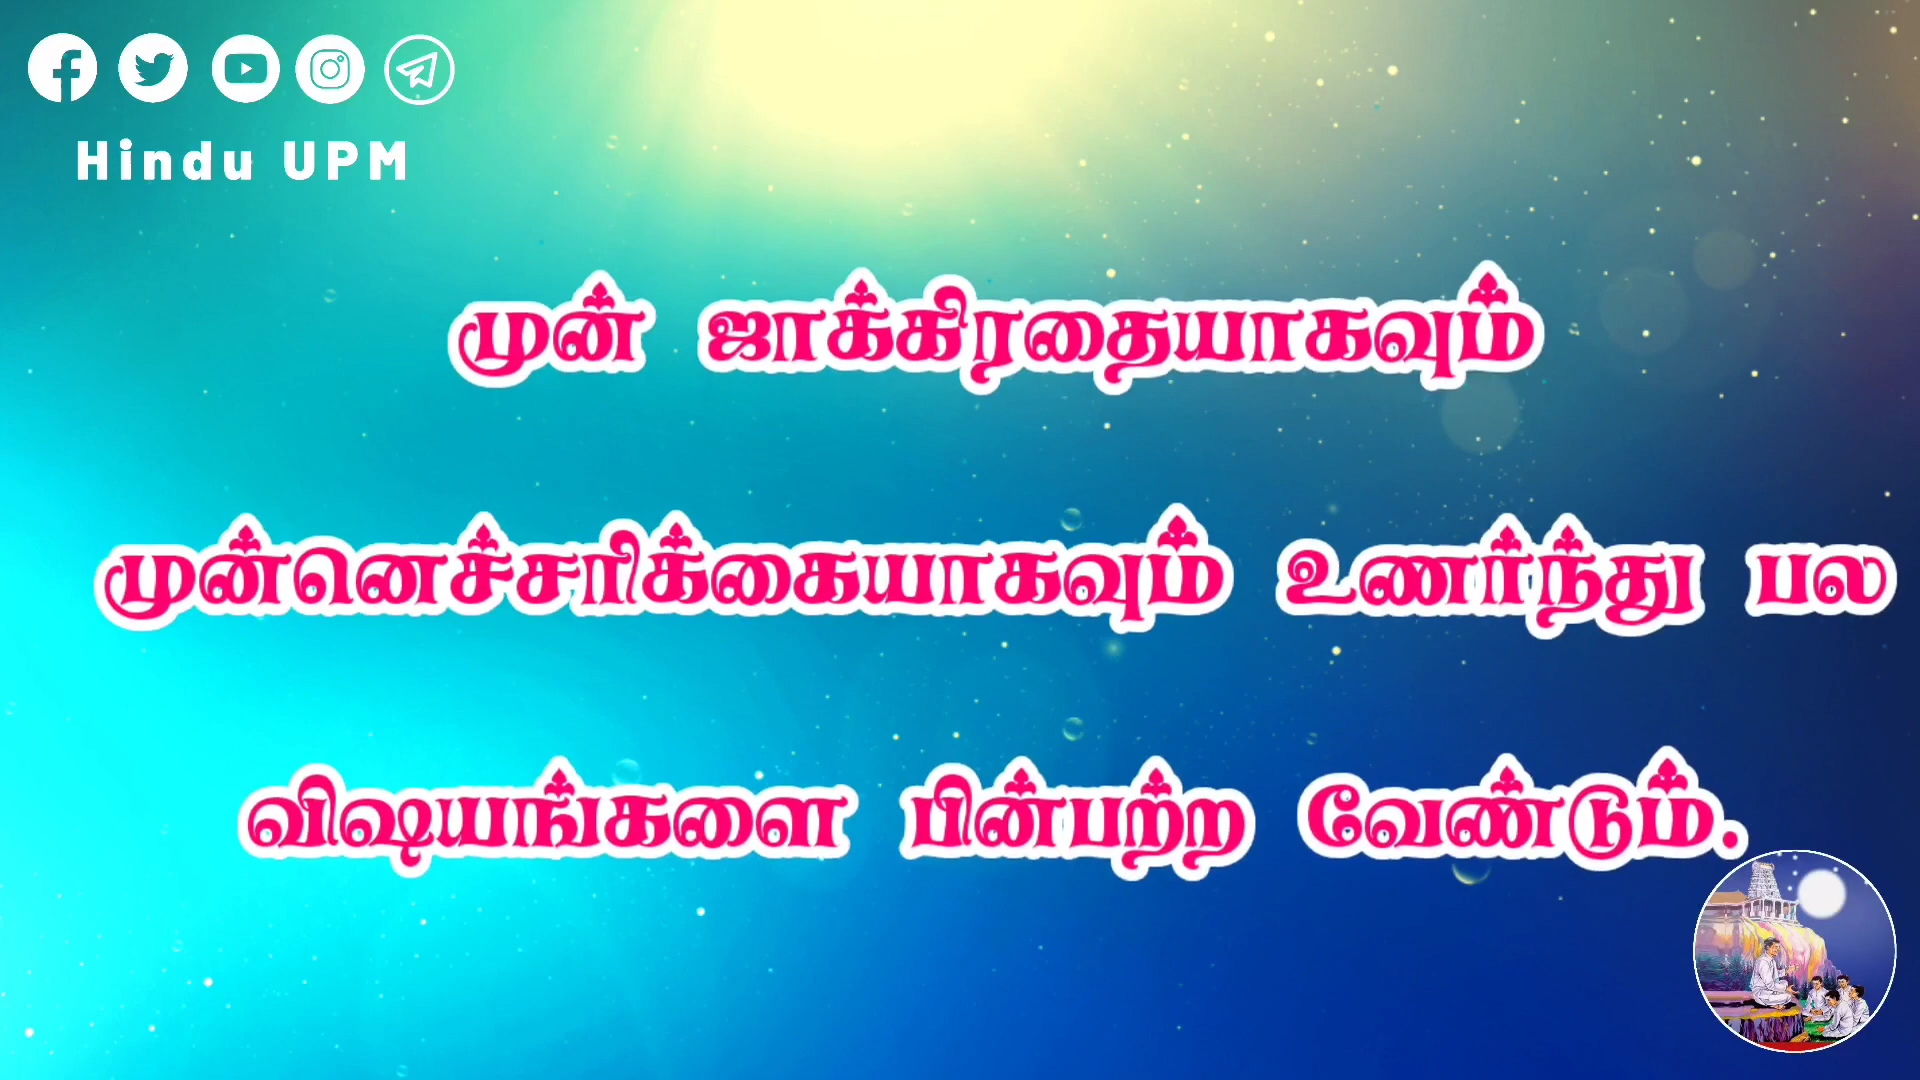 Hindu UPM
முன் ஜாக்கிரதையாகவும்
முன்னெச்சரிக்கையாகவும் உணர்ந்து பல
விஷயங்களை பின்பற்ற வேண்டும்.